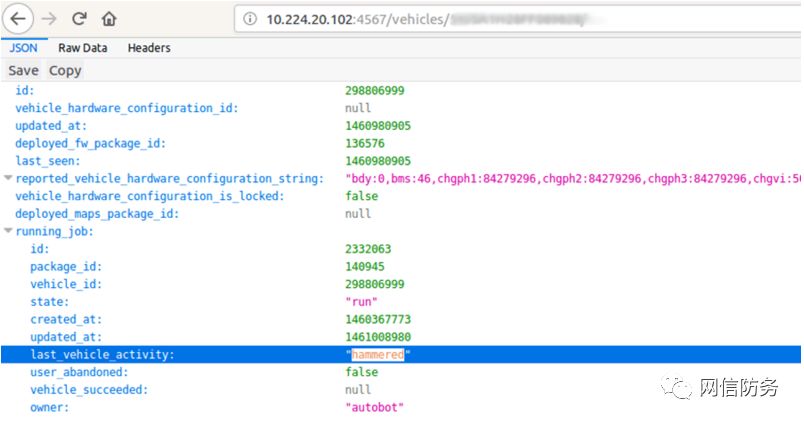 10.224.20.102:4567/vehicles/
JSON Raw Data Headers
Save Copy
id: 298806999
vehicle_hardware_configuration_id: null
updated_at: 1460980905
deployed_fw_package_id: 136576
last_seen: 1460980905
reported_vehicle_hardware_configuration_string: "bdy:0,bms:46,chgph1:84279296,chgph2:84279296,chgph3:84279296,chgvi:50
vehicle_hardware_configuration_is_locked: false
deployed_maps_package_id: null
running_job:
id: 2332063
package_id: 140945
vehicle_id: 298806999
state: "run"
created_at: 1460367773
updated_at: 1461008980
last_vehicle_activity: "hammered"
user_abandoned: false
vehicle_succeeded: null
owner: "autobot"
网信防务